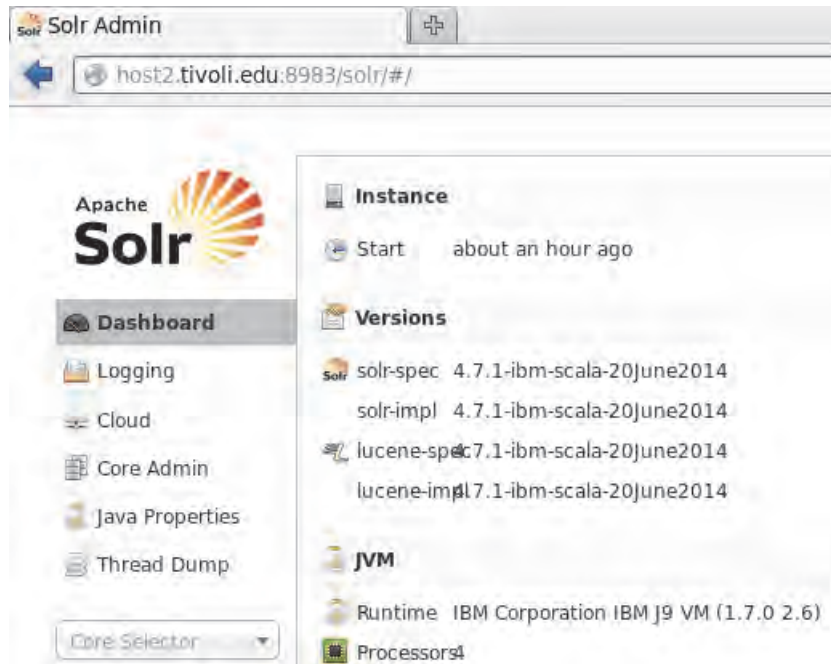 Solr Admin
host2.tivoli.edu:8983/solr/#/
Apache
Solr
Dashboard
Logging
Cloud
Core Admin
Java Properties
Thread Dump
Core Selector
Instance
Start about an hour ago
Versions
solr-spec 4.7.1-ibm-scala-20June2014
solr-impl 4.7.1-ibm-scala-20June2014
lucene-spec 4.7.1-ibm-scala-20June2014
lucene-impl 4.7.1-ibm-scala-20June2014
JVM
Runtime IBM Corporation IBM J9 VM (1.7.0 2.6)
Processors 4